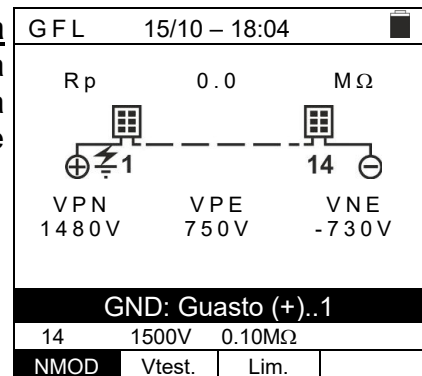 GFL 15/10 – 18:04
Rp 0.0 MΩ
1 14
VPN VPE VNE
1480V 750V -730V
GND: Guasto (+)..1
14 1500V 0.10MΩ
NMOD Vtest. Lim.